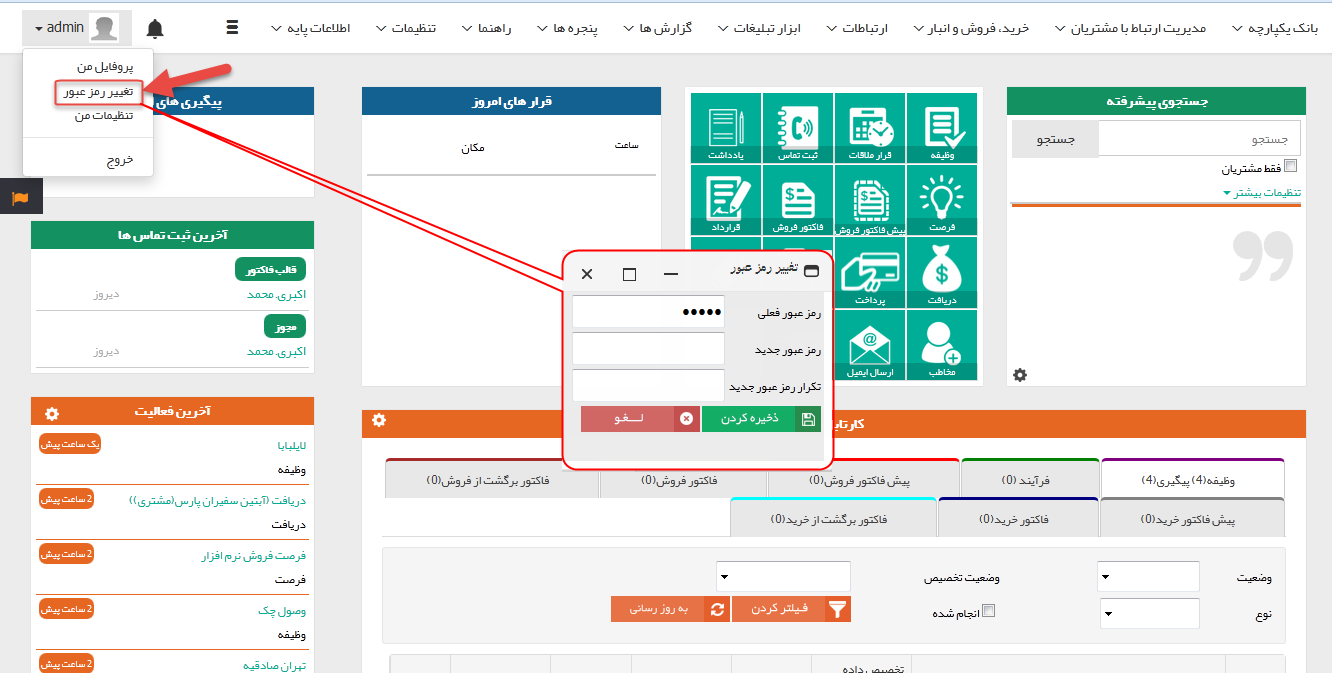 بانک یکپارچه
مدیریت ارتباط با مشتریان
خرید، فروش و انبار
ارتباطات
ابزار تبلیغات
گزارش ها
پنجره ها
راهنما
تنظیمات
اطلاعات پایه
admin
پروفایل من
تغییر رمز عبور
تنظیمات من
خروج
جستجوی پیشرفته
جستجو
جستجو
فقط مشتریان
تنظیمات بیشتر
وظیفه
قرار ملاقات
ثبت تماس
یادداشت
فرصت
پیش فاکتور فروش
فاکتور فروش
قرارداد
دریافت
پرداخت
مخاطب
ارسال ایمیل
قرار های امروز
ساعت
مکان
پیگیری های
آخرین ثبت تماس ها
قالب فاکتور
اکبری، محمد
دیروز
مجوز
اکبری، محمد
دیروز
تغییر رمز عبور
رمز عبور فعلی
•••••
رمز عبور جدید
تکرار رمز عبور جدید
ذخیره کردن
لـــغو
آخرین فعالیت
لایلبابا
یک ساعت پیش
وظیفه
دریافت (آبتین سفیران پارس(مشتری))
2 ساعت پیش
دریافت
فرصت فروش نرم افزار
2 ساعت پیش
فرصت
وصول چک
2 ساعت پیش
وظیفه
تهران صادقیه
2 ساعت پیش
وظیفه(4) پیگیری(4)
فرآیند (0)
پیش فاکتور فروش(0)
فاکتور فروش(0)
فاکتور برگشت از فروش(0)
پیش فاکتور خرید(0)
فاکتور خرید(0)
فاکتور برگشت از خرید(0)
وضعیت
وضعیت تخصیص
نوع
انجام شده
فیلتر کردن
به روز رسانی
تخصیص داده